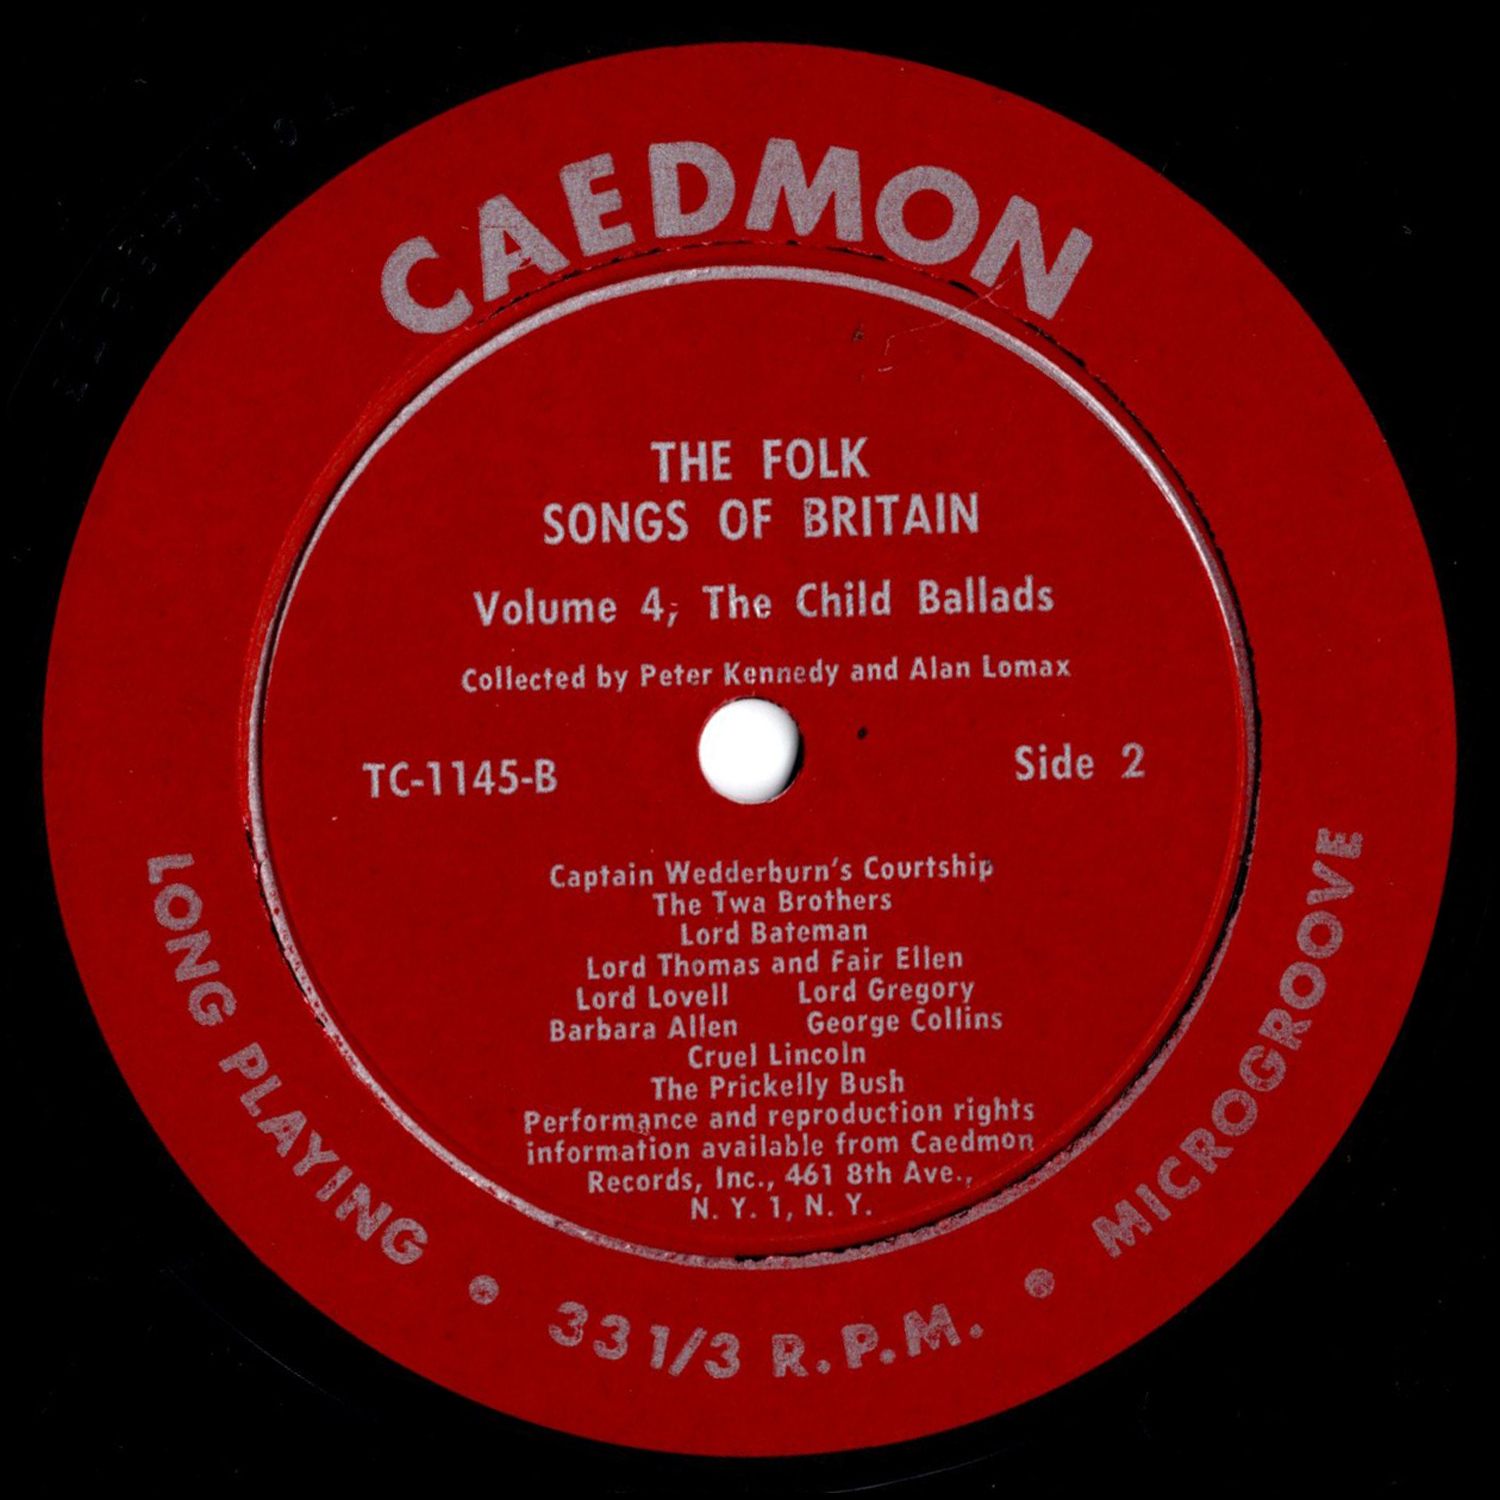 CAEDMON
THE FOLK
SONGS OF BRITAIN
Volume 4, The Child Ballads
Collected by Peter Kennedy and Alan Lomax
TC-1145-B Side 2
Captain Wedderburn's Courtship
The Twa Brothers
Lord Bateman
Lord Thomas and Fair Ellen
Lord Lovell Lord Gregory
Barbara Allen George Collins
Cruel Lincoln
The Prickelly Bush
Performance and reproduction rights
information available from Caedmon
Records, Inc., 461 8th Ave.,
N. Y. 1, N. Y.
LONG PLAYING • 33 1/3 R.P.M. • MICROGROOVE